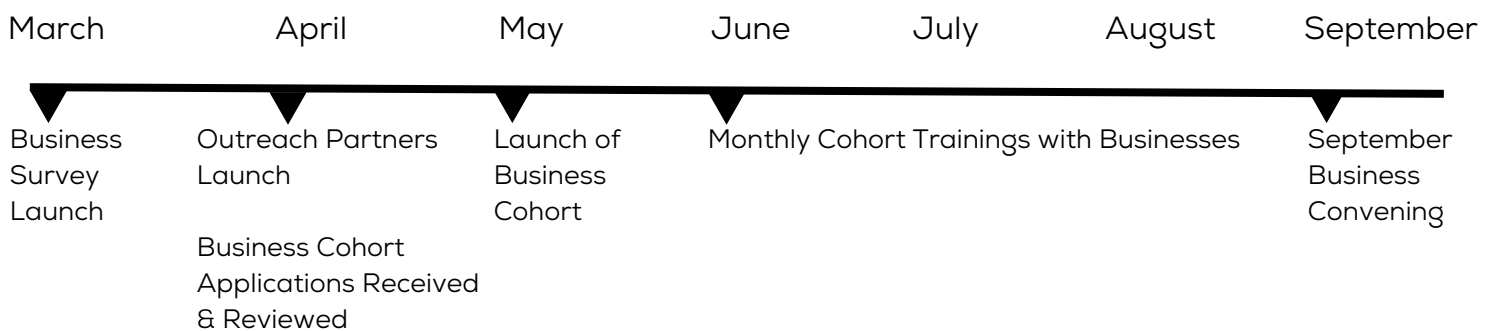 March April May June July August September
Business
Survey
Launch
Outreach Partners
Launch
Business Cohort
Applications Received
& Reviewed
Launch of
Business
Cohort
Monthly Cohort Trainings with Businesses
September
Business
Convening